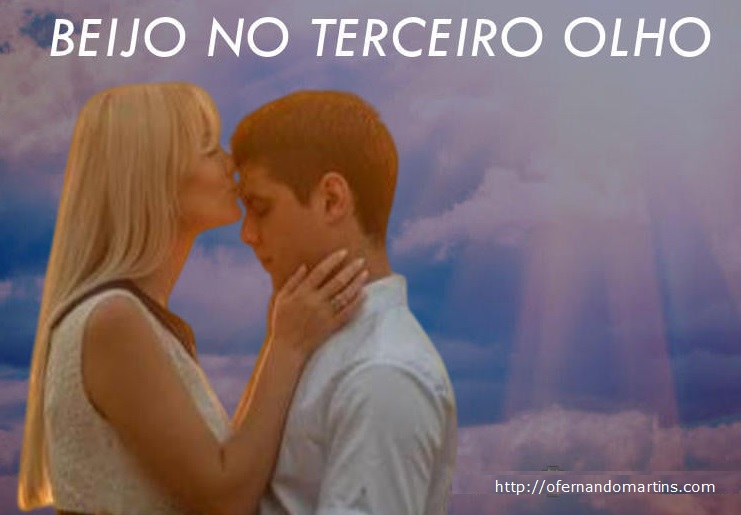 BEIJO NO TERCEIRO OLHO
http://ofernandomartins.com